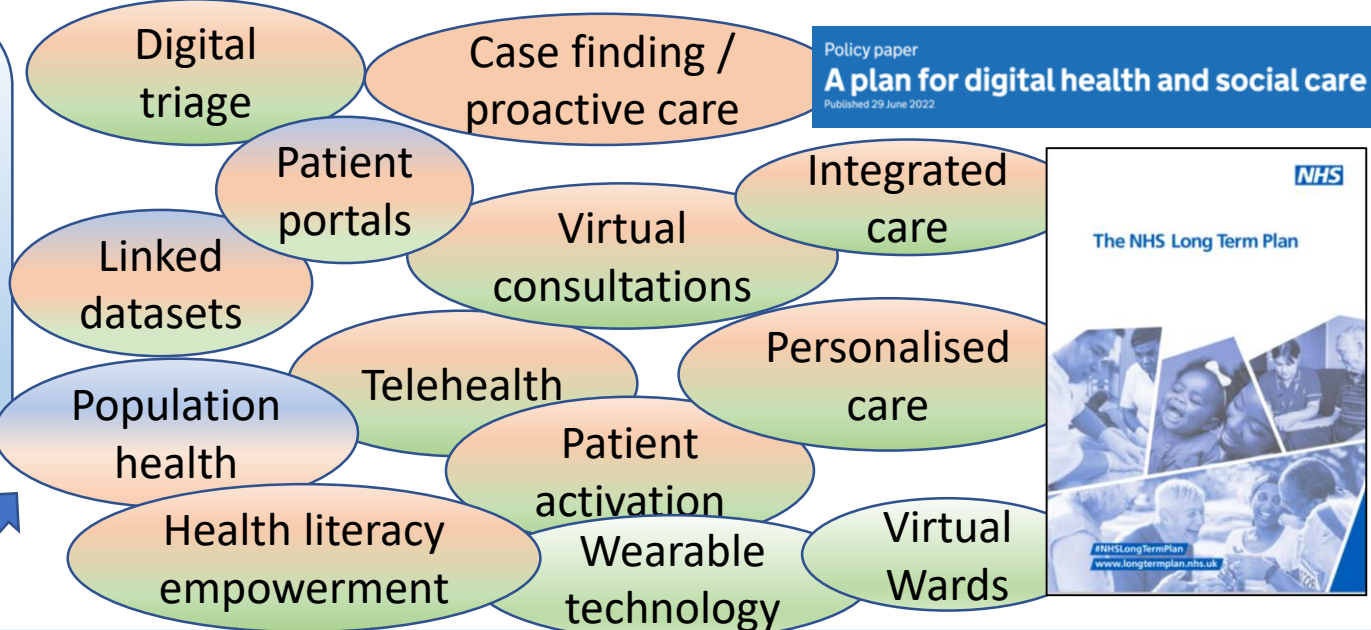 Digital
triage
Case finding /
proactive care
Policy paper
A plan for digital health and social care
Published 29 June 2022
Patient
portals
Integrated
care
NHS
The NHS Long Term Plan
Linked
datasets
Virtual
consultations
Telehealth
Personalised
care
Population
health
Patient
activation
Health literacy
empowerment
Wearable
technology
Virtual
Wards
#NHSLongTermPlan
www.longtermplan.nhs.uk